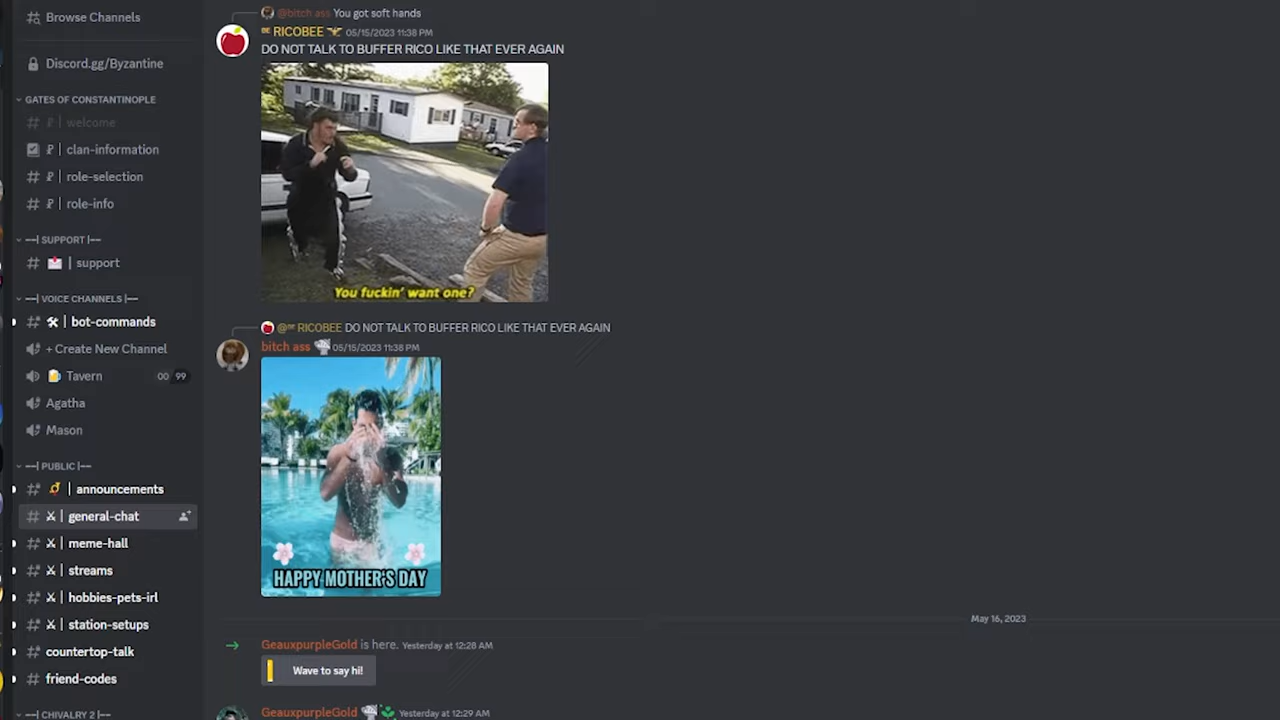 Browse Channels
Discord.gg/Byzantine
GATES OF CONSTANTINOPLE
| welcome
| clan-information
| role-selection
| role-info
—| SUPPORT |—
| support
—| VOICE CHANNELS |—
| bot-commands
+ Create New Channel
Tavern 00 99
Agatha
Mason
—| PUBLIC |—
| announcements
| general-chat
| meme-hall
| streams
| hobbies-pets-irl
| station-setups
countertop-talk
friend-codes
—| CHIVALRY 2 |—
@bitch ass You got soft hands
RICOBEE 05/15/2023 11:38 PM
DO NOT TALK TO BUFFER RICO LIKE THAT EVER AGAIN
You fuckin' want one?
@ RICOBEE DO NOT TALK TO BUFFER RICO LIKE THAT EVER AGAIN
bitch ass 05/15/2023 11:38 PM
HAPPY MOTHER'S DAY
May 16, 2023
GeauxpurpleGold is here. Yesterday at 12:28 AM
Wave to say hi!
GeauxpurpleGold Yesterday at 12:29 AM